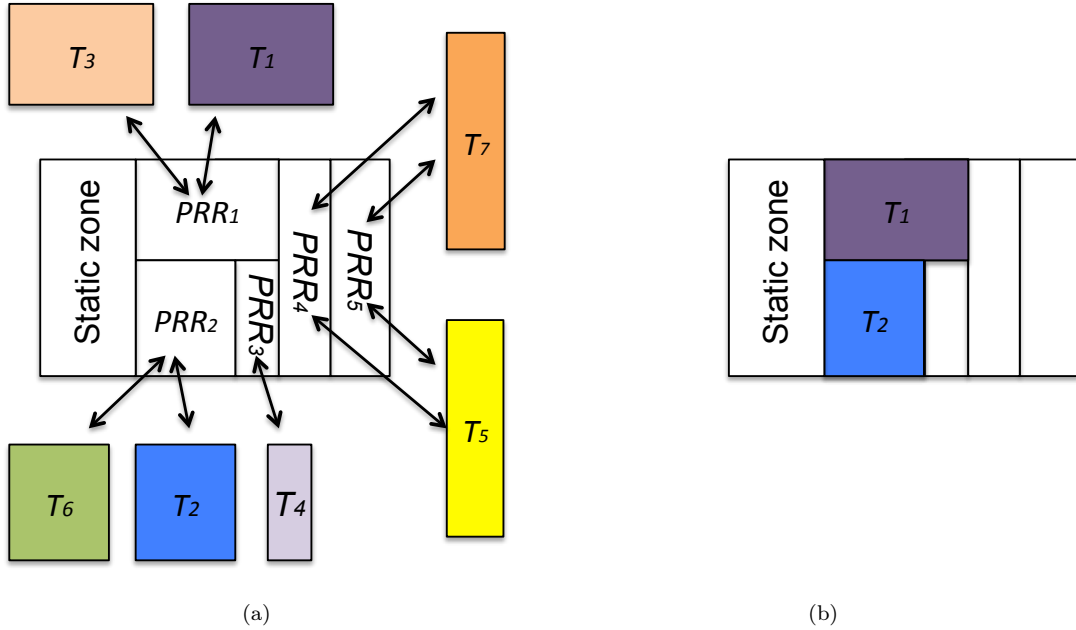 T3
T1
T7
Static zone
PRR1
PRR2
PRR3
PRR4
PRR5
T5
T6
T2
T4
(a)
Static zone
T1
T2
(b)